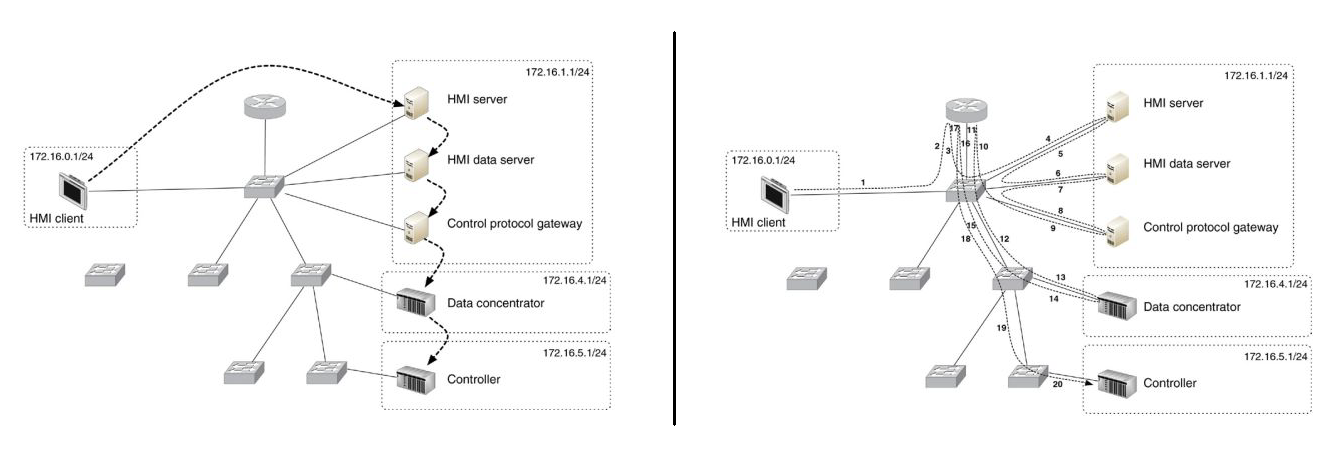 172.16.1.1/24
HMI server
172.16.0.1/24
HMI data server
HMI client
Control protocol gateway
172.16.4.1/24
Data concentrator
172.16.5.1/24
Controller
172.16.1.1/24
HMI server
17
11
4
2
3
16
10
5
172.16.0.1/24
HMI data server
1
6
7
HMI client
8
Control protocol gateway
15
9
18
12
13
172.16.4.1/24
14
Data concentrator
19
172.16.5.1/24
20
Controller